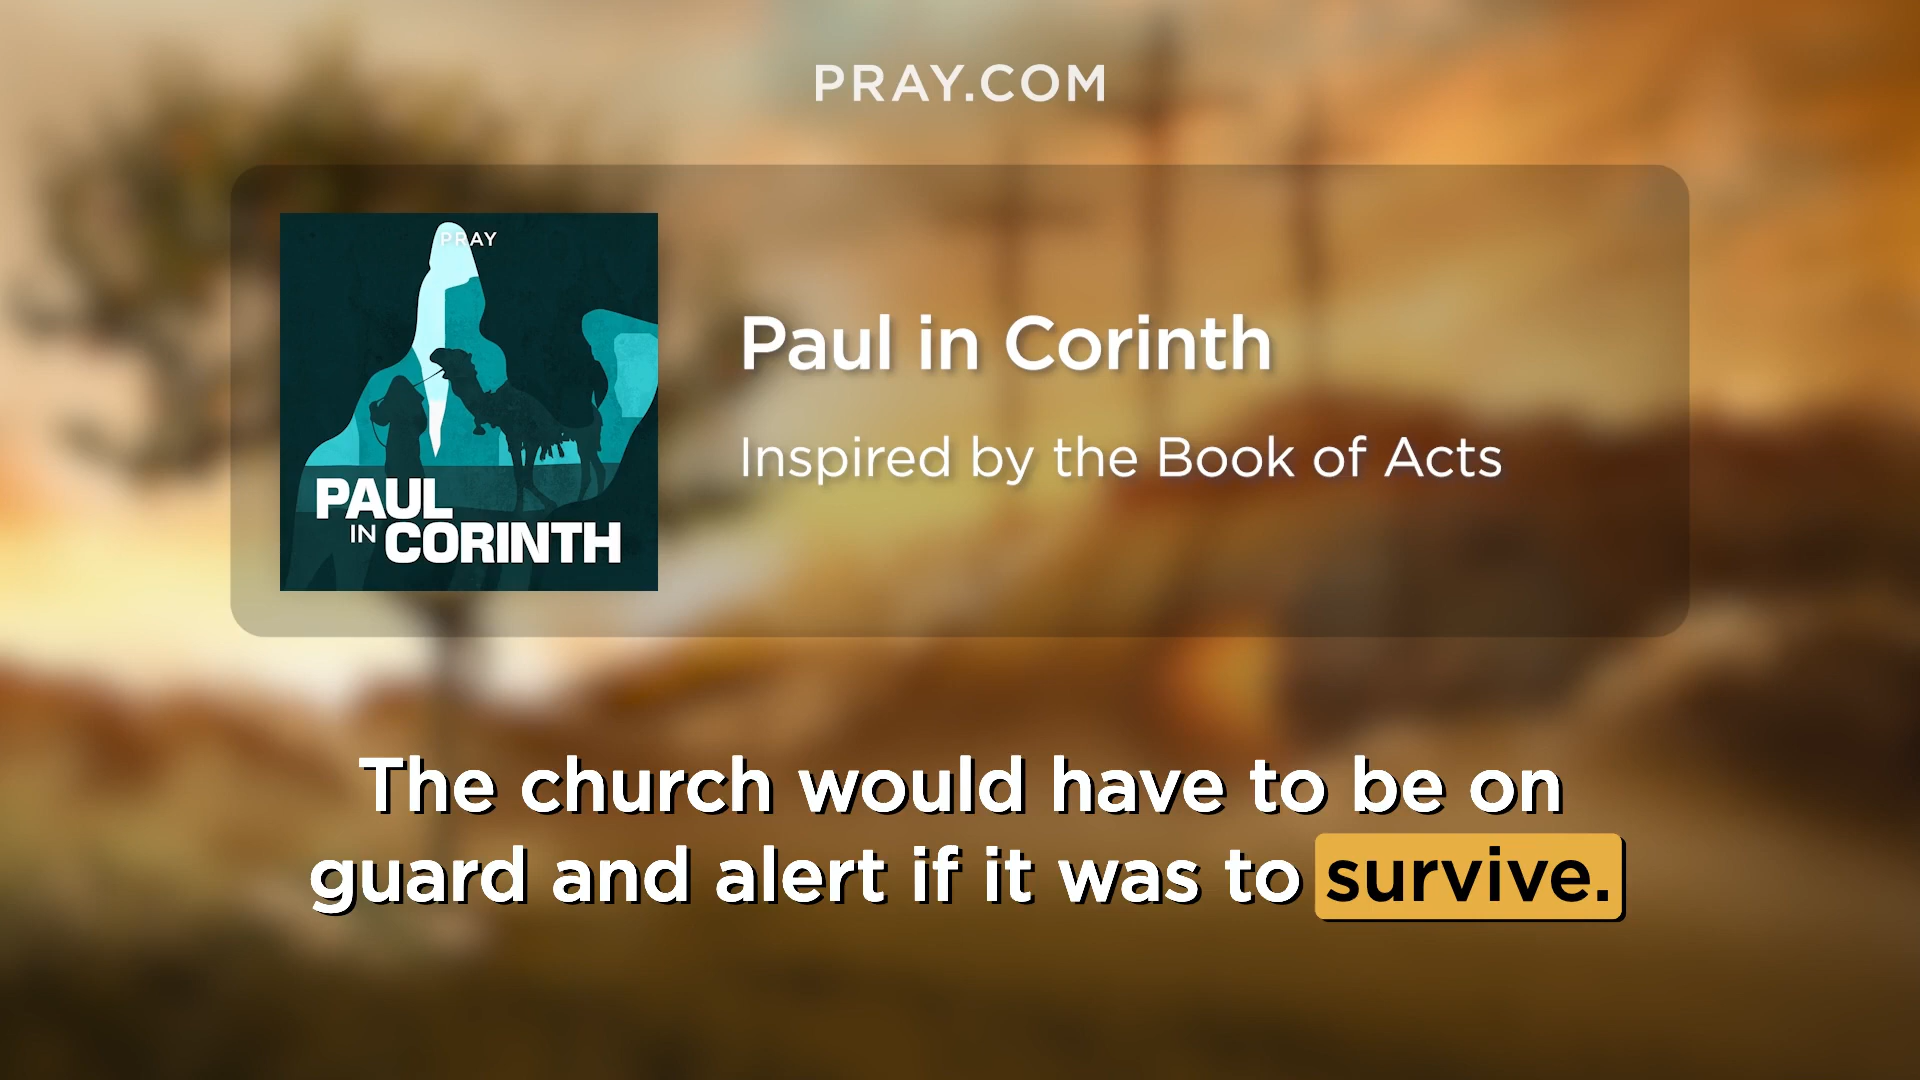 PRAY.COM
PRAY
PAUL
IN CORINTH
Paul in Corinth
Inspired by the Book of Acts
The church would have to be on
guard and alert if it was to survive.